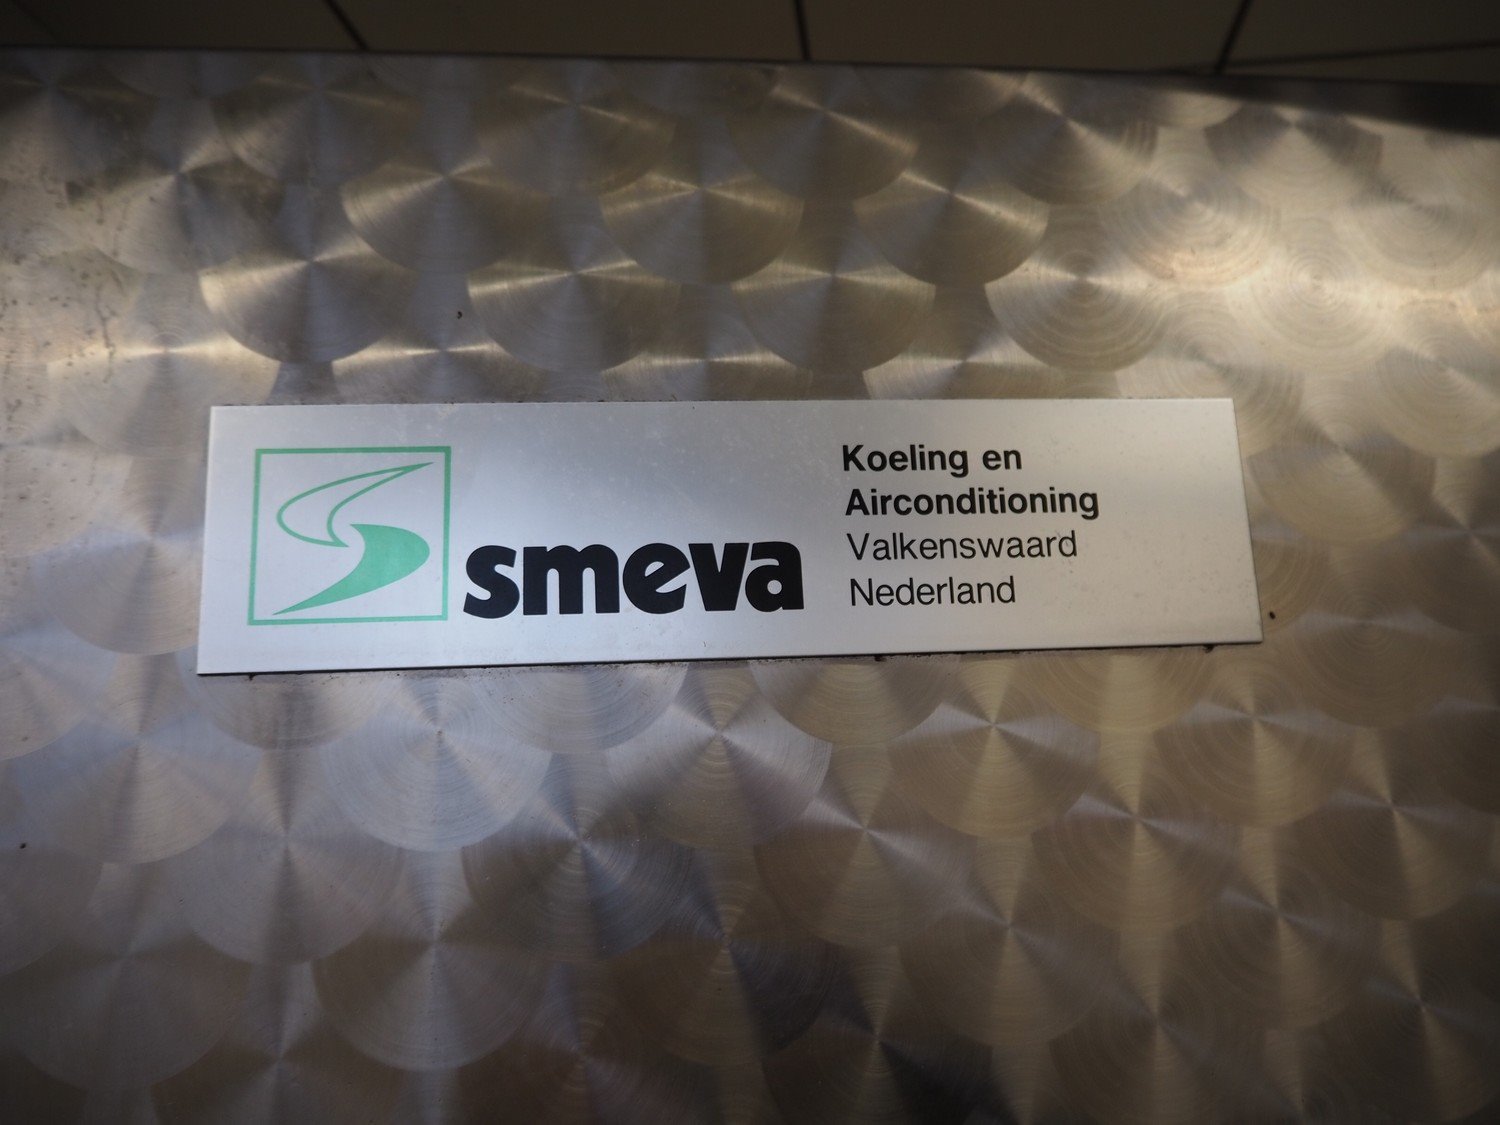 smeva
Koeling en
Airconditioning
Valkenswaard
Nederland